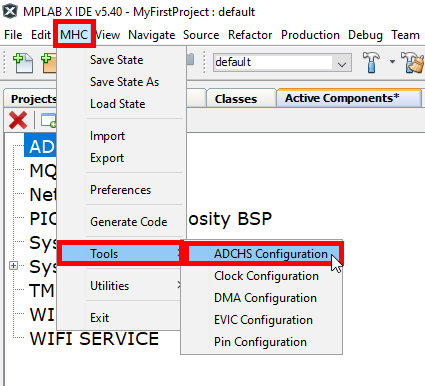 MPLAB X IDE v5.40 - MyFirstProject : default
File Edit MHC View Navigate Source Refactor Production Debug Team
default
Projects Classes Active Components*
Save State
Save State As
Load State
Import
Export
Preferences
Generate Code
Tools
Utilities
Exit
ADCHS Configuration
Clock Configuration
DMA Configuration
EVIC Configuration
Pin Configuration
AD
MQ
Net
PIC osity BSP
Sys
Sys
TM
WI
WIFI SERVICE